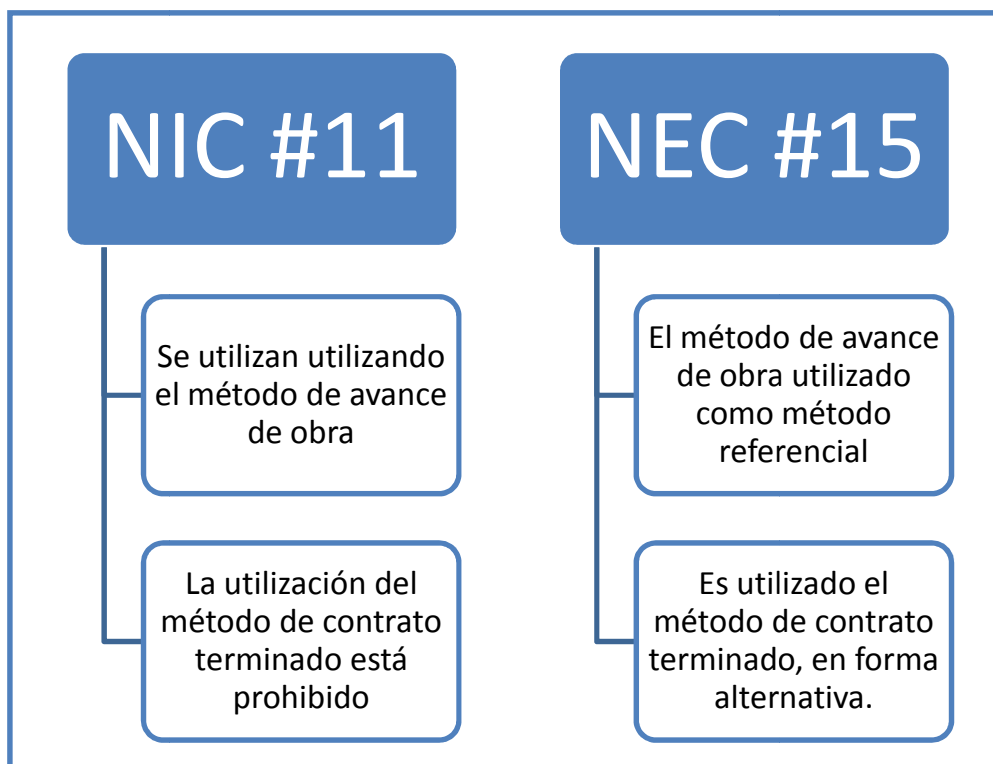 NIC #11
Se utilizan utilizando
el método de avance
de obra
La utilización del
método de contrato
terminado está
prohibido
NEC #15
El método de avance
de obra utilizado
como método
referencial
Es utilizado el
método de contrato
terminado, en forma
alternativa.